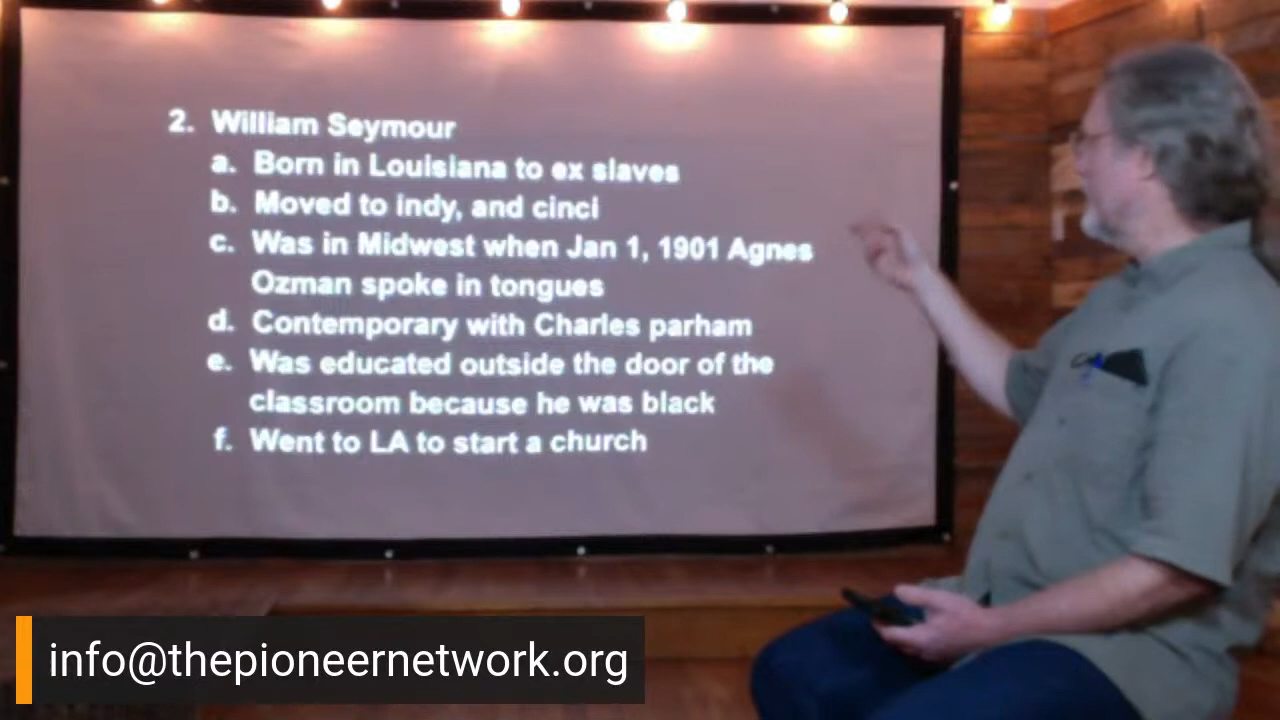 2. William Seymour
a. Born in Louisiana to ex slaves
b. Moved to indy, and cinci
c. Was in Midwest when Jan 1, 1901 Agnes
Ozman spoke in tongues
d. Contemporary with Charles parham
e. Was educated outside the door of the
classroom because he was black
f. Went to LA to start a church
info@thepioneernetwork.org